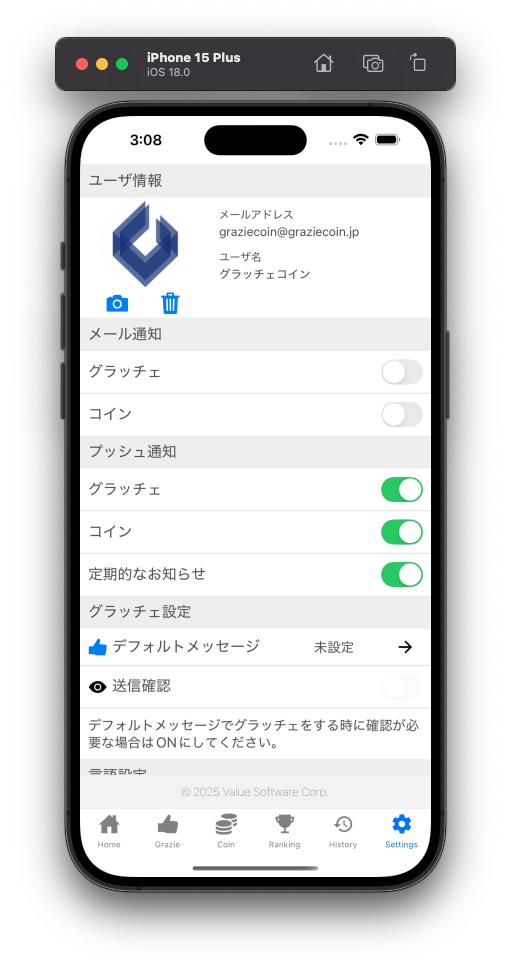 iPhone 15 Plus
iOS 18.0
3:08
ユーザ情報
メールアドレス
graziecoin@graziecoin.jp
ユーザ名
グラッチェコイン
メール通知
グラッチェ
コイン
プッシュ通知
グラッチェ
コイン
定期的なお知らせ
グラッチェ設定
デフォルトメッセージ 未設定
送信確認
デフォルトメッセージでグラッチェをする時に確認が必
要な場合はONにしてください。
言語設定
© 2025 Value Software Corp.
Home Grazie Coin Ranking History Settings